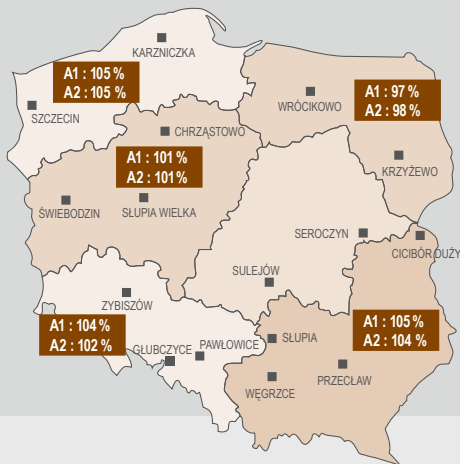 KARZNICZKA
A1 : 105 %
A2 : 105 %
SZCZECIN
WRÓCIKOWO
A1 : 97 %
A2 : 98 %
CHRZĄSTOWO
A1 : 101 %
A2 : 101 %
KRZYŻEWO
ŚWIEBODZIN
SŁUPIA WIELKA
SEROCZYN
CICIBÓR DUŻY
SULEJÓW
ZYBISZÓW
A1 : 104 %
A2 : 102 %
GŁUBCZYCE
PAWŁOWICE
SŁUPIA
A1 : 105 %
A2 : 104 %
WĘGRZCE
PRZECŁAW